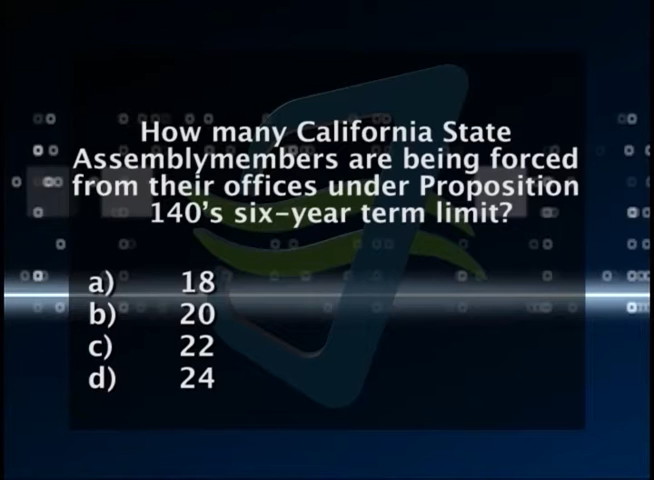 How many California State
Assemblymembers are being forced
from their offices under Proposition
140's six-year term limit?
a) 18
b) 20
c) 22
d) 24